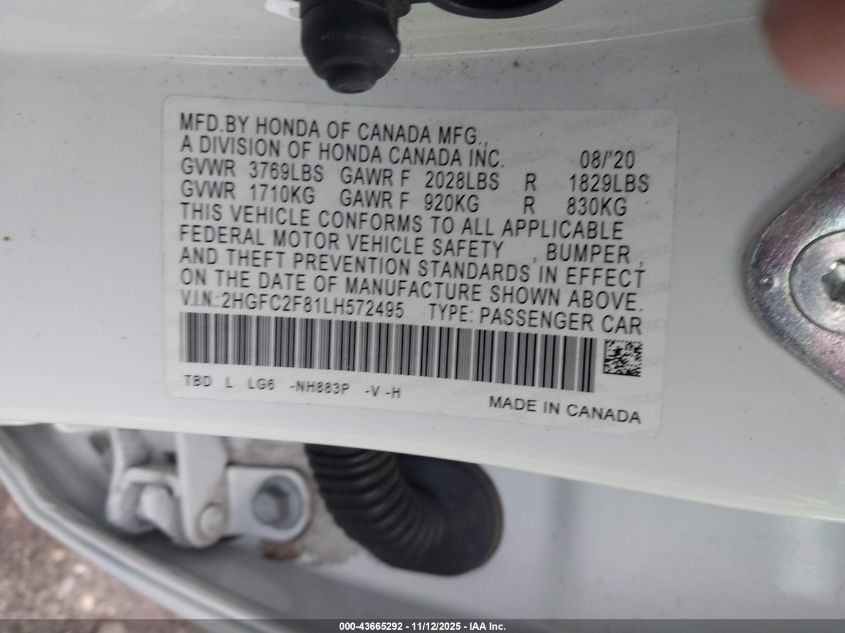 MFD.BY HONDA OF CANADA MFG.,
A DIVISION OF HONDA CANADA INC. 08/'20
GVWR 3769LBS GAWR F 2028LBS R 1829LBS
GVWR 1710KG GAWR F 920KG R 830KG
THIS VEHICLE CONFORMS TO ALL APPLICABLE
FEDERAL MOTOR VEHICLE SAFETY , BUMPER ,
AND THEFT PREVENTION STANDARDS IN EFFECT
ON THE DATE OF MANUFACTURE SHOWN ABOVE.
V.I.N.:2HGFC2F81LH572495 TYPE: PASSENGER CAR
TBD L LG6 -NH883P -V -H
MADE IN CANADA
000-43665292 - 11/12/2025 - IAA Inc.